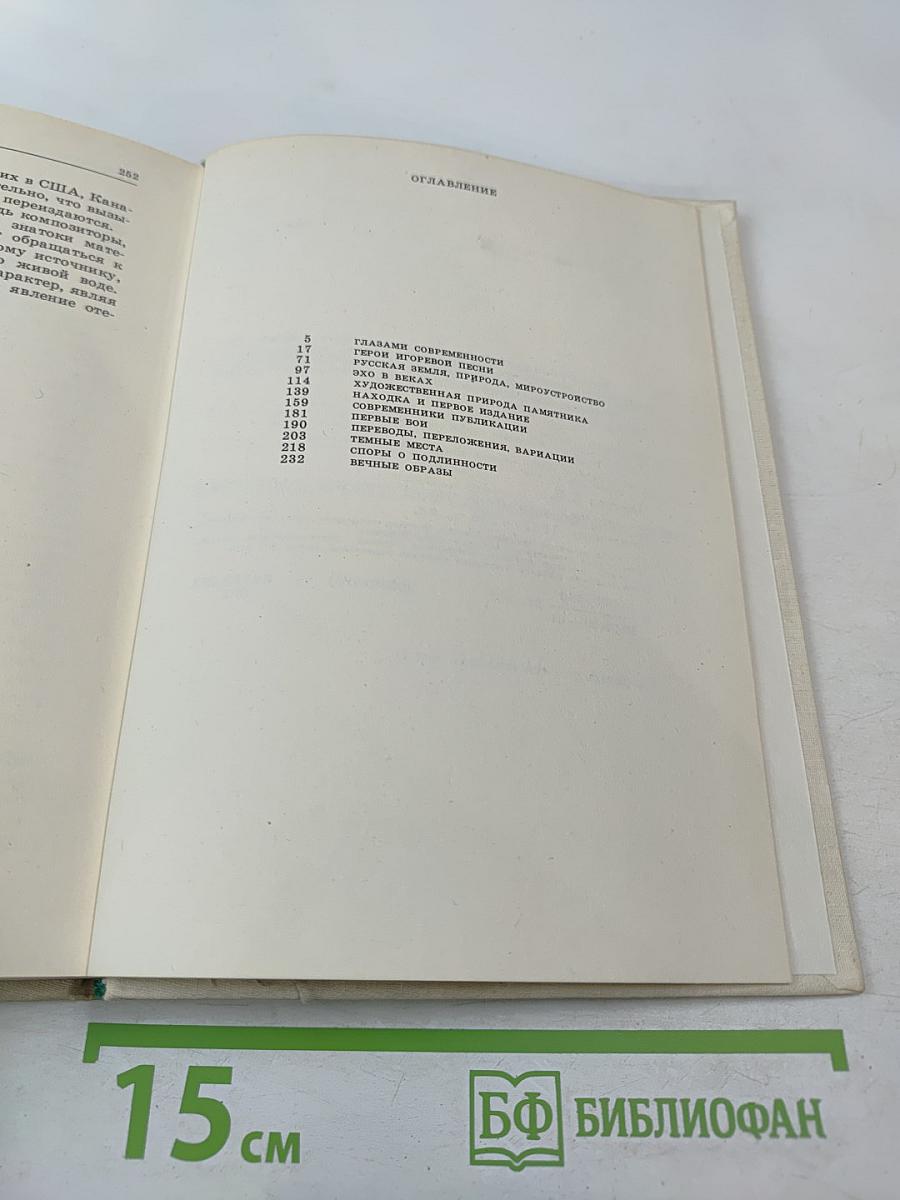 252
их в США, Кана-
тельно, что вызы-
переиздаются.
дь композиторы,
знатоки мате-
обращаться к
ому источнику,
о живой воде.
арактер, являя
явление оте-
ОГЛАВЛЕНИЕ
5 ГЛАЗАМИ СОВРЕМЕННОСТИ
17 ГЕРОИ ИГОРЕВОЙ ПЕСНИ
71 РУССКАЯ ЗЕМЛЯ, ПРИРОДА, МИРОУСТРОЙСТВО
97 ЭХО В ВЕКАХ
114 ХУДОЖЕСТВЕННАЯ ПРИРОДА ПАМЯТНИКА
139 НАХОДКА И ПЕРВОЕ ИЗДАНИЕ
159 СОВРЕМЕННИКИ ПУБЛИКАЦИИ
181 ПЕРВЫЕ БОИ
190 ПЕРЕВОДЫ, ПЕРЕЛОЖЕНИЯ, ВАРИАЦИИ
203 ТЕМНЫЕ МЕСТА
218 СПОРЫ О ПОДЛИННОСТИ
232 ВЕЧНЫЕ ОБРАЗЫ
15 см
БФ БИБЛИОФАН